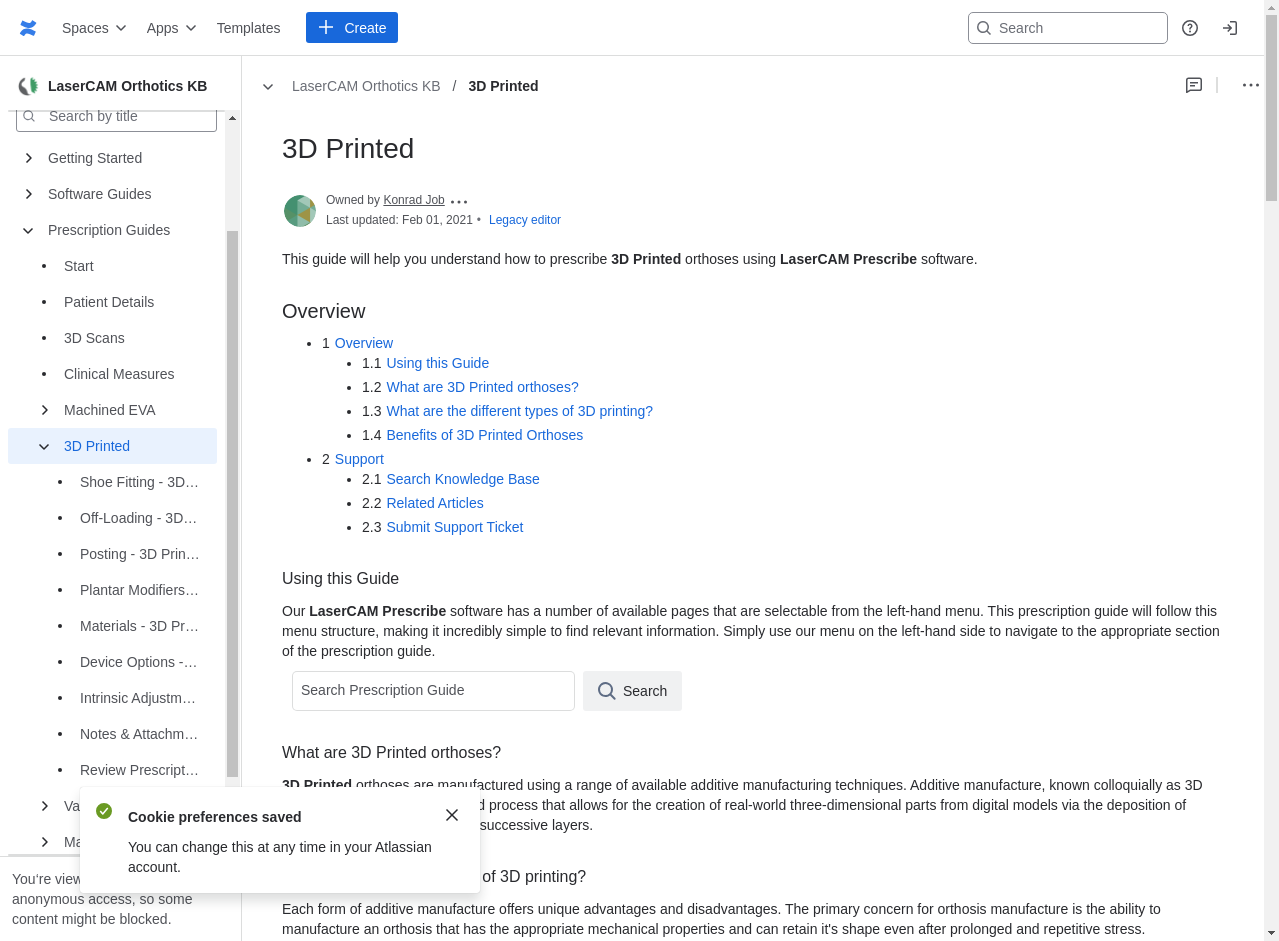 Spaces
Apps
Templates
Create
Search
LaserCAM Orthotics KB
Search by title
Getting Started
Software Guides
Prescription Guides
Start
Patient Details
3D Scans
Clinical Measures
Machined EVA
3D Printed
Shoe Fitting - 3D…
Off-Loading - 3D…
Posting - 3D Prin…
Plantar Modifiers…
Materials - 3D Pr…
Device Options -…
Intrinsic Adjustm…
Notes & Attachm…
Review Prescript…
anonymous access, so some
content might be blocked.
LaserCAM Orthotics KB / 3D Printed
3D Printed
Owned by Konrad Job
Last updated: Feb 01, 2021 • Legacy editor
This guide will help you understand how to prescribe 3D Printed orthoses using LaserCAM Prescribe software.
Overview
• 1 Overview
• 1.1 Using this Guide
• 1.2 What are 3D Printed orthoses?
• 1.3 What are the different types of 3D printing?
• 1.4 Benefits of 3D Printed Orthoses
• 2 Support
• 2.1 Search Knowledge Base
• 2.2 Related Articles
• 2.3 Submit Support Ticket
Using this Guide
Our LaserCAM Prescribe software has a number of available pages that are selectable from the left-hand menu. This prescription guide will follow this
menu structure, making it incredibly simple to find relevant information. Simply use our menu on the left-hand side to navigate to the appropriate section
of the prescription guide.
Search Prescription Guide
Search
What are 3D Printed orthoses?
3D Printed orthoses are manufactured using a range of available additive manufacturing techniques. Additive manufacture, known colloquially as 3D
process that allows for the creation of real-world three-dimensional parts from digital models via the deposition of
successive layers.
of 3D printing?
Each form of additive manufacture offers unique advantages and disadvantages. The primary concern for orthosis manufacture is the ability to
manufacture an orthosis that has the appropriate mechanical properties and can retain it's shape even after prolonged and repetitive stress.
Cookie preferences saved
You can change this at any time in your Atlassian
account.